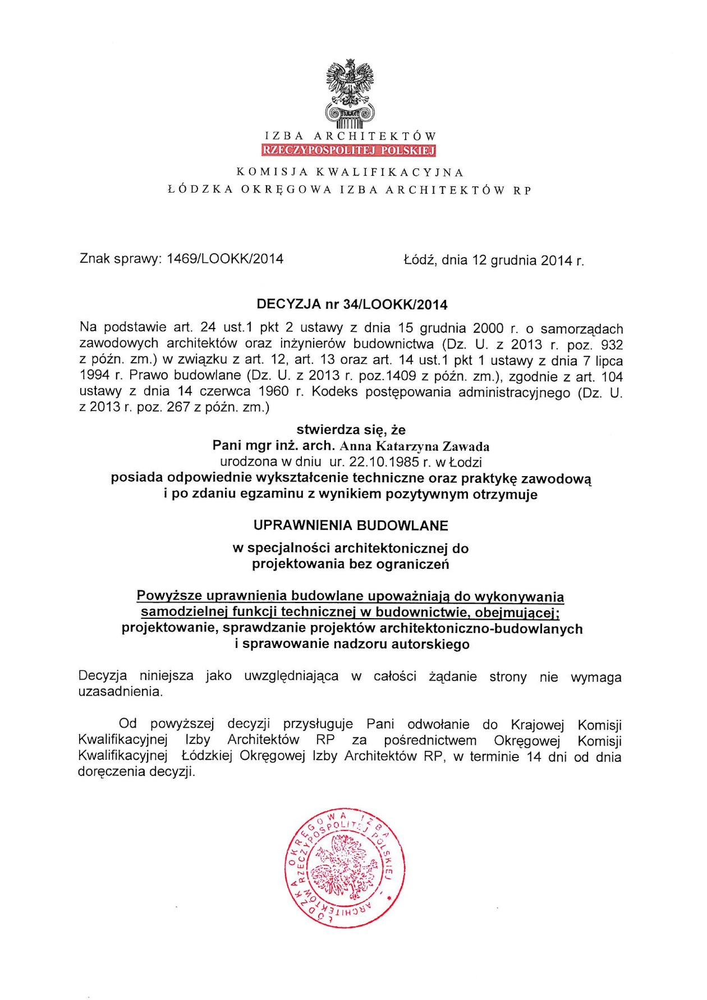 IZBA ARCHITEKTÓW
RZECZYPOSPOLITEJ POLSKIEJ
KOMISJA KWALIFIKACYJNA
ŁÓDZKA OKRĘGOWA IZBA ARCHITEKTÓW RP
Znak sprawy: 1469/LOOKK/2014
Łódź, dnia 12 grudnia 2014 r.
DECYZJA nr 34/LOOKK/2014
Na podstawie art. 24 ust.1 pkt 2 ustawy z dnia 15 grudnia 2000 r. o samorządach
zawodowych architektów oraz inżynierów budownictwa (Dz. U. z 2013 r. poz. 932
z późn. zm.) w związku z art. 12, art. 13 oraz art. 14 ust.1 pkt 1 ustawy z dnia 7 lipca
1994 r. Prawo budowlane (Dz. U. z 2013 r. poz.1409 z późn. zm.), zgodnie z art. 104
ustawy z dnia 14 czerwca 1960 r. Kodeks postępowania administracyjnego (Dz. U.
z 2013 r. poz. 267 z późn. zm.)
stwierdza się, że
Pani mgr inż. arch. Anna Katarzyna Zawada
urodzona w dniu ur. 22.10.1985 r. w Łodzi
posiada odpowiednie wykształcenie techniczne oraz praktykę zawodową
i po zdaniu egzaminu z wynikiem pozytywnym otrzymuje
UPRAWNIENIA BUDOWLANE
w specjalności architektonicznej do
projektowania bez ograniczeń
Powyższe uprawnienia budowlane upoważniają do wykonywania
samodzielnej funkcji technicznej w budownictwie, obejmującej:
projektowanie, sprawdzanie projektów architektoniczno-budowlanych
i sprawowanie nadzoru autorskiego
Decyzja niniejsza jako uwzględniająca w całości żądanie strony nie wymaga
uzasadnienia.
Od powyższej decyzji przysługuje Pani odwołanie do Krajowej Komisji
Kwalifikacyjnej Izby Architektów RP za pośrednictwem Okręgowej Komisji
Kwalifikacyjnej Łódzkiej Okręgowej Izby Architektów RP, w terminie 14 dni od dnia
doręczenia decyzji.
ŁÓDZKA OKRĘGOWA IZBA
ARCHITEKTÓW RZECZYPOSPOLITEJ POLSKIEJ